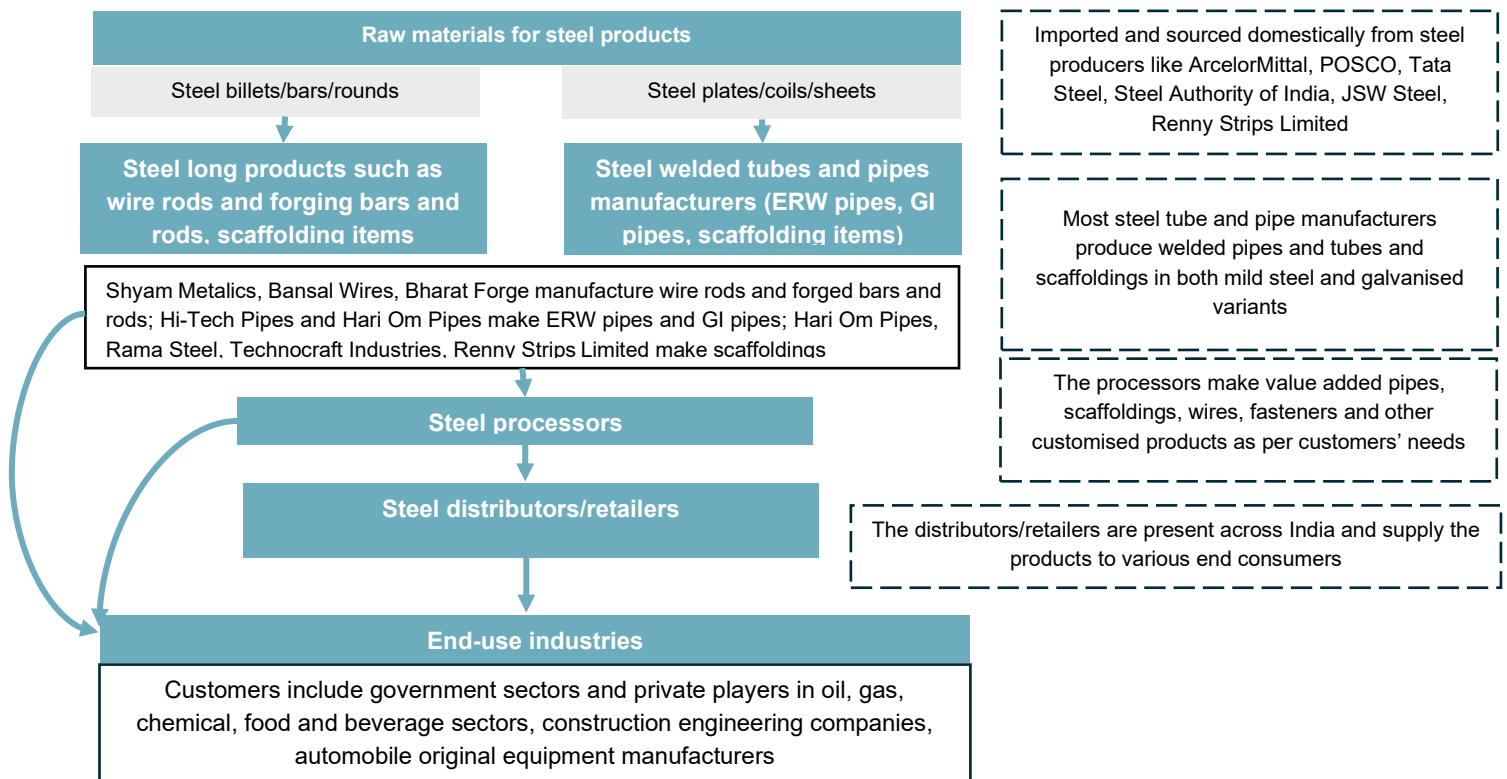 Raw materials for steel products
Steel billets/bars/rounds
Steel plates/coils/sheets
Steel long products such as
wire rods and forging bars and
rods, scaffolding items
Steel welded tubes and pipes
manufacturers (ERW pipes, GI
pipes, scaffolding items)
Shyam Metalics, Bansal Wires, Bharat Forge manufacture wire rods and forged bars and
rods; Hi-Tech Pipes and Hari Om Pipes make ERW pipes and GI pipes; Hari Om Pipes,
Rama Steel, Technocraft Industries, Renny Strips Limited make scaffoldings
Steel processors
Steel distributors/retailers
End-use industries
Customers include government sectors and private players in oil, gas,
chemical, food and beverage sectors, construction engineering companies,
automobile original equipment manufacturers
Imported and sourced domestically from steel
producers like ArcelorMittal, POSCO, Tata
Steel, Steel Authority of India, JSW Steel,
Renny Strips Limited
Most steel tube and pipe manufacturers
produce welded pipes and tubes and
scaffoldings in both mild steel and galvanised
variants
The processors make value added pipes,
scaffoldings, wires, fasteners and other
customised products as per customers’ needs
The distributors/retailers are present across India and supply the
products to various end consumers